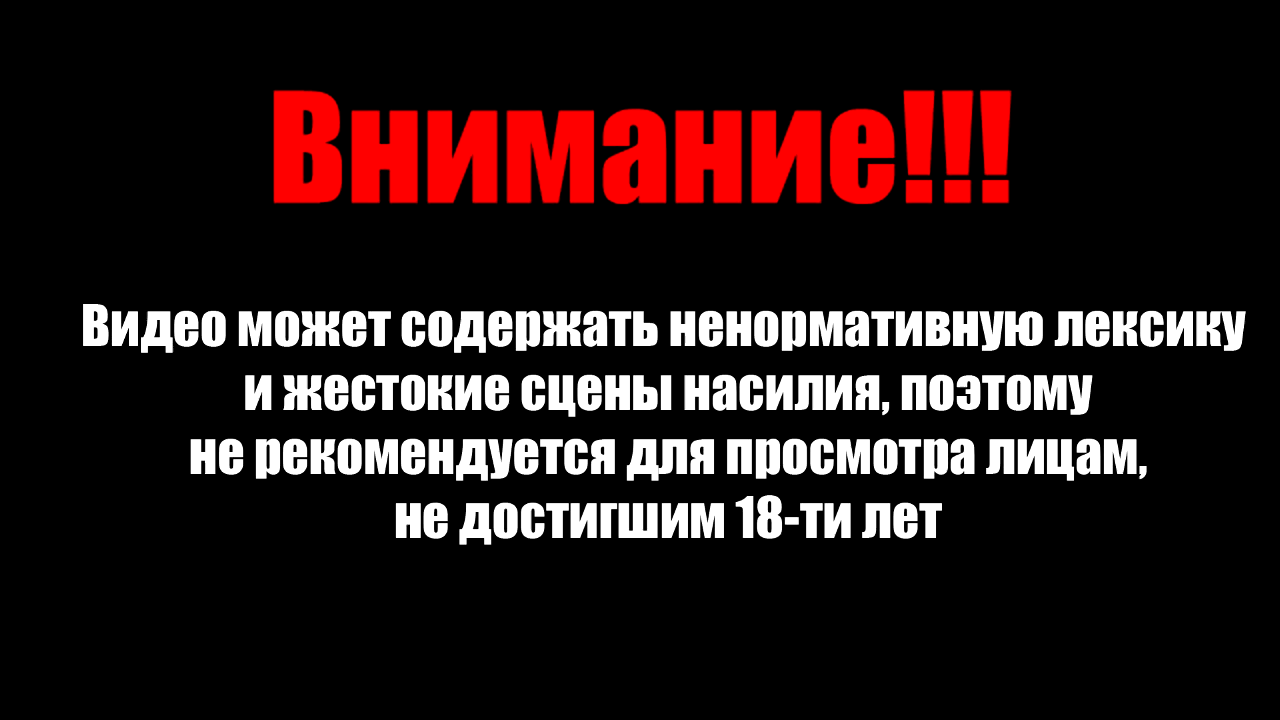 Внимание!!!
Видео может содержать ненормативную лексику
и жестокие сцены насилия, поэтому
не рекомендуется для просмотра лицам,
не достигшим 18-ти лет